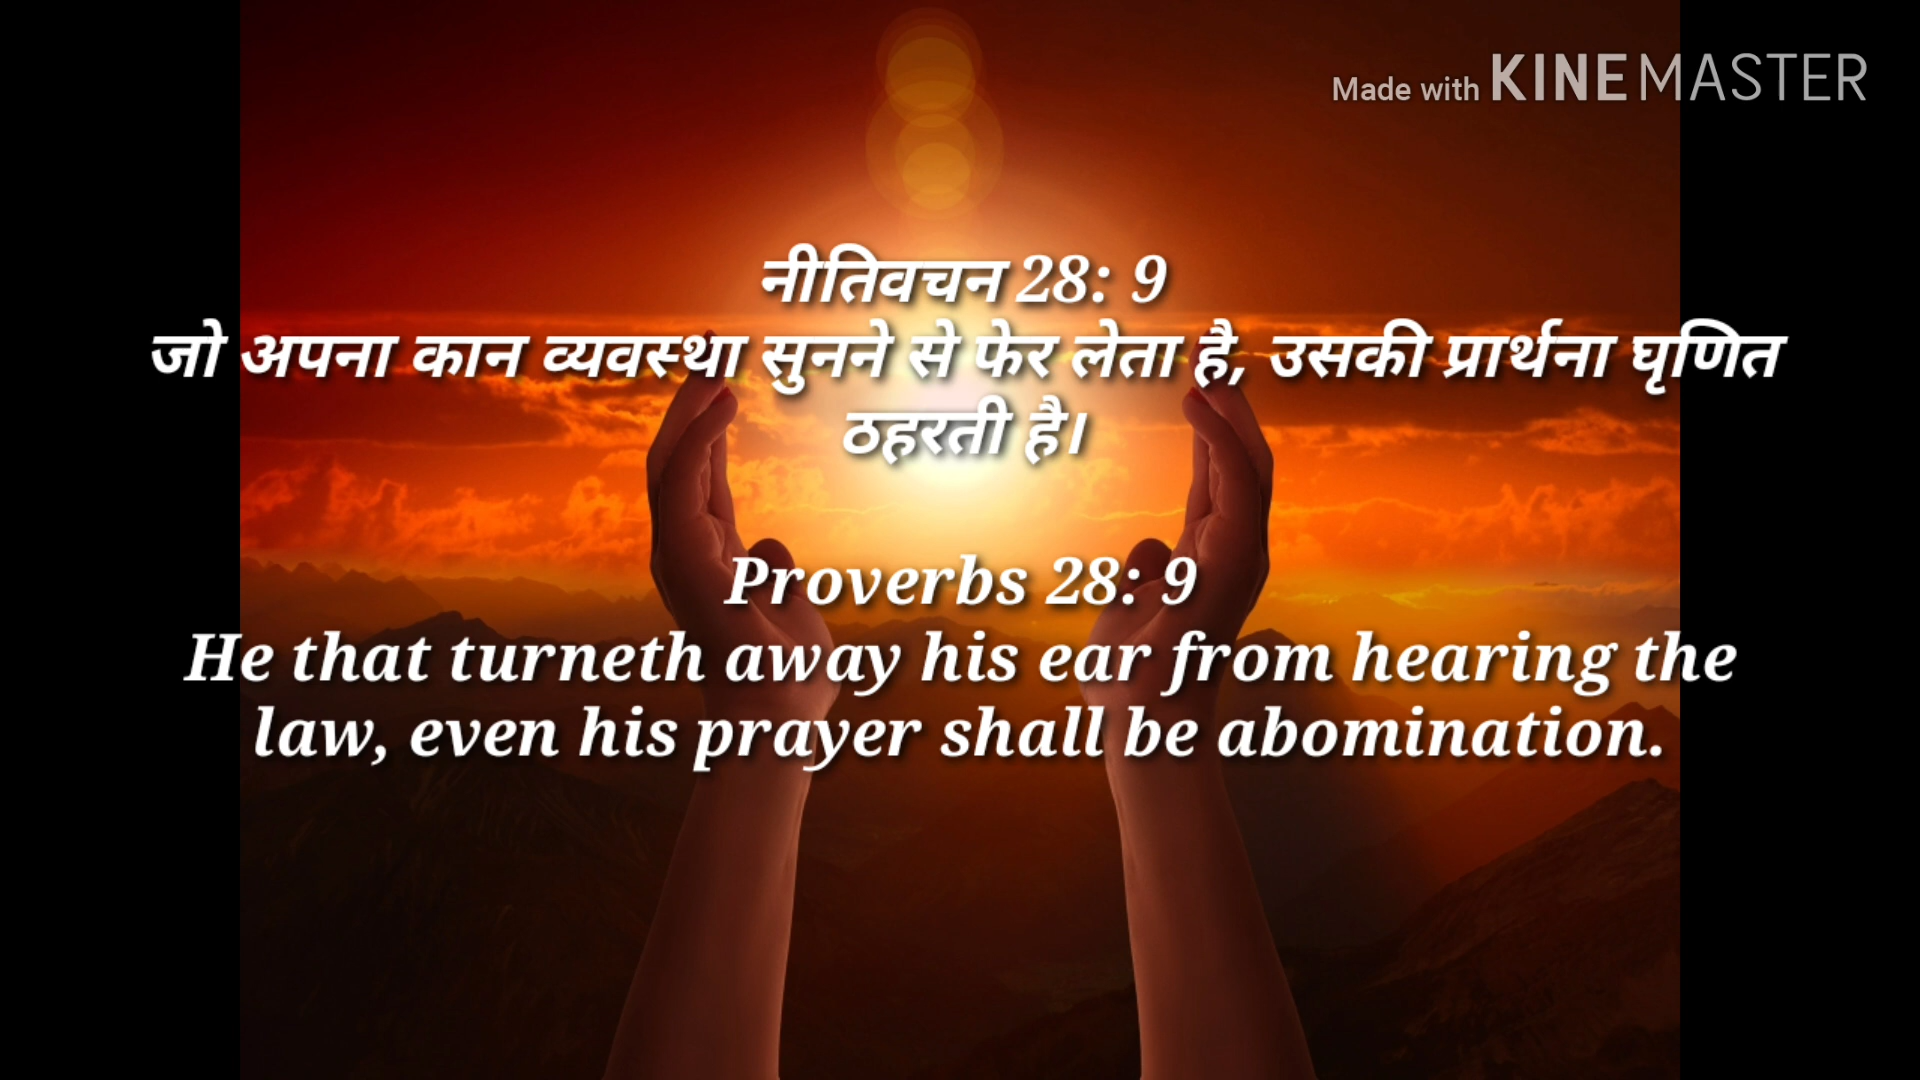 Made with KINEMASTER
नीतिवचन 28: 9
जो अपना कान व्यवस्था सुनने से फेर लेता है, उसकी प्रार्थना घृणित
ठहरती है।
Proverbs 28: 9
He that turneth away his ear from hearing the
law, even his prayer shall be abomination.